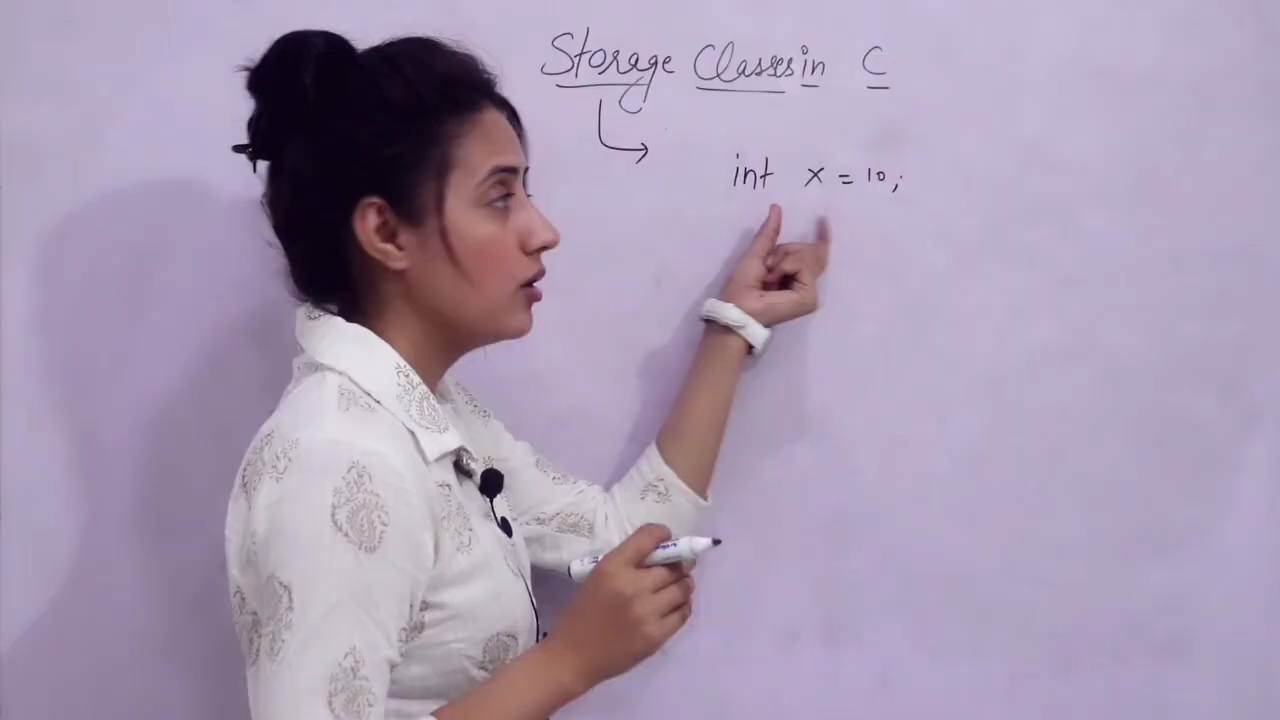 Storage Classes in C
int x = 10;